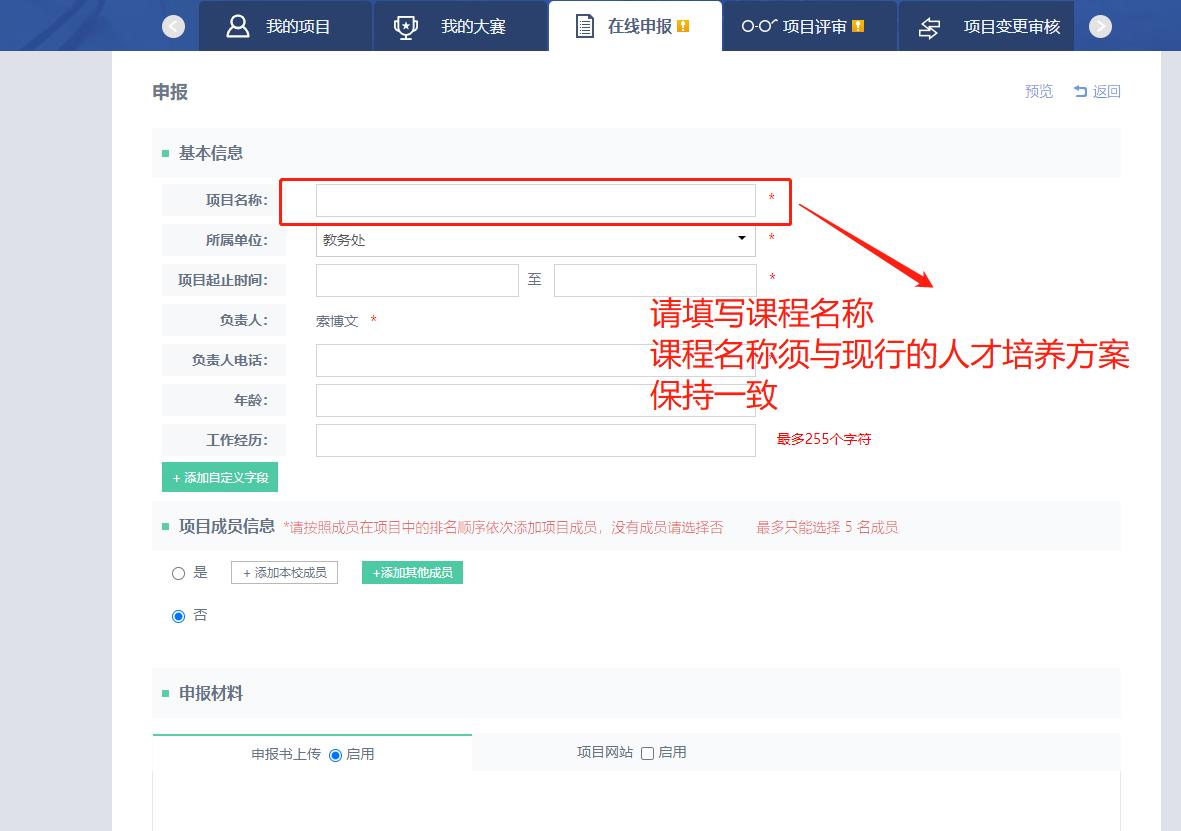 我的项目
我的大赛
在线申报
项目评审
项目变更审核
申报
预览 返回
基本信息
项目名称： *
所属单位： 教务处 *
项目起止时间： 至 *
负责人： 索博文 *
负责人电话：
年龄：
工作经历： 最多255个字符
请填写课程名称
课程名称须与现行的人才培养方案
保持一致
+ 添加自定义字段
项目成员信息 *请按照成员在项目中的排名顺序依次添加项目成员，没有成员请选择否 最多只能选择 5 名成员
是 + 添加本校成员 +添加其他成员
否
申报材料
申报书上传 启用 项目网站 启用